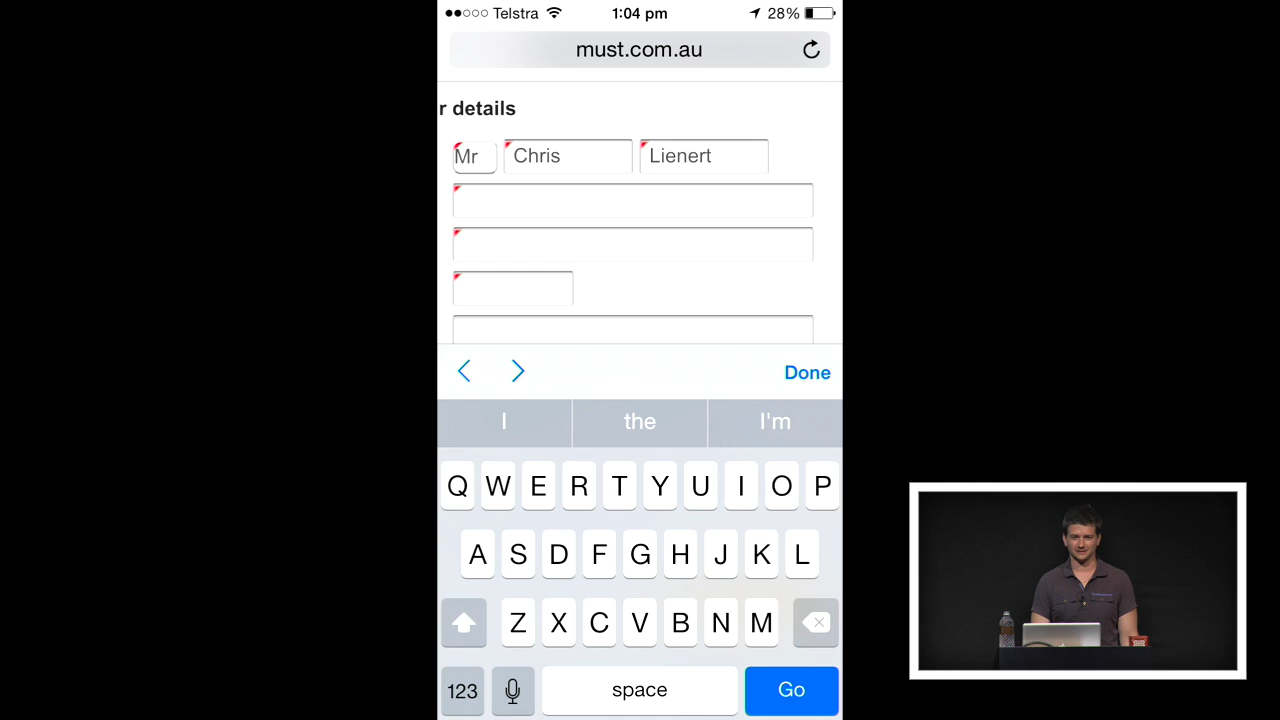 Telstra 1:04 pm 28%
must.com.au
r details
Mr Chris Lienert
Done
I the I'm
Q W E R T Y U I O P
A S D F G H J K L
Z X C V B N M
123 space Go